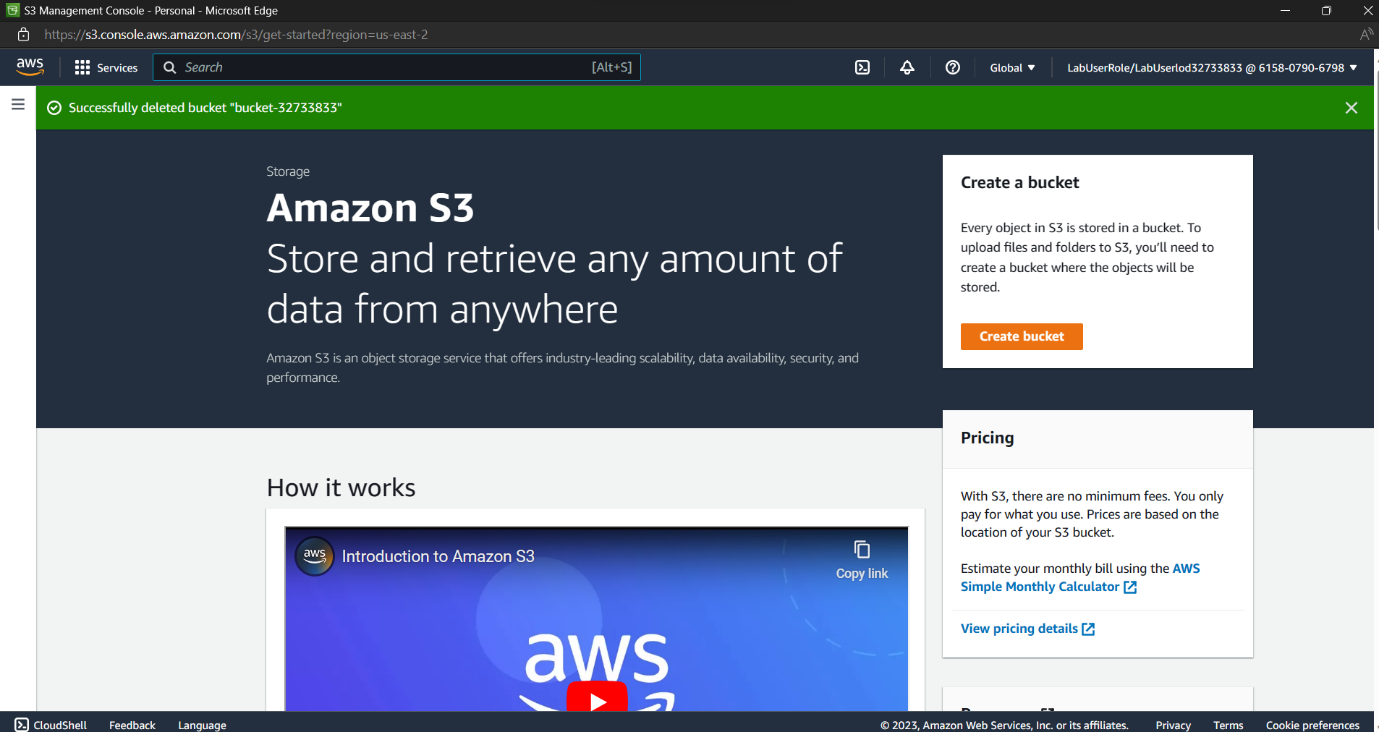 S3 Management Console - Personal - Microsoft Edge
https://s3.console.aws.amazon.com/s3/get-started?region=us-east-2
aws Services Search [Alt+S] Global LabUserRole/LabUserlod32733833 @ 6158-0790-6798
Successfully deleted bucket "bucket-32733833"
Storage
Amazon S3
Store and retrieve any amount of
data from anywhere
Amazon S3 is an object storage service that offers industry-leading scalability, data availability, security, and
performance.
Create a bucket
Every object in S3 is stored in a bucket. To
upload files and folders to S3, you'll need to
create a bucket where the objects will be
stored.
Create bucket
Pricing
With S3, there are no minimum fees. You only
pay for what you use. Prices are based on the
location of your S3 bucket.
Estimate your monthly bill using the AWS
Simple Monthly Calculator
View pricing details
How it works
aws Introduction to Amazon S3
Copy link
aws
CloudShell Feedback Language © 2023, Amazon Web Services, Inc. or its affiliates. Privacy Terms Cookie preferences